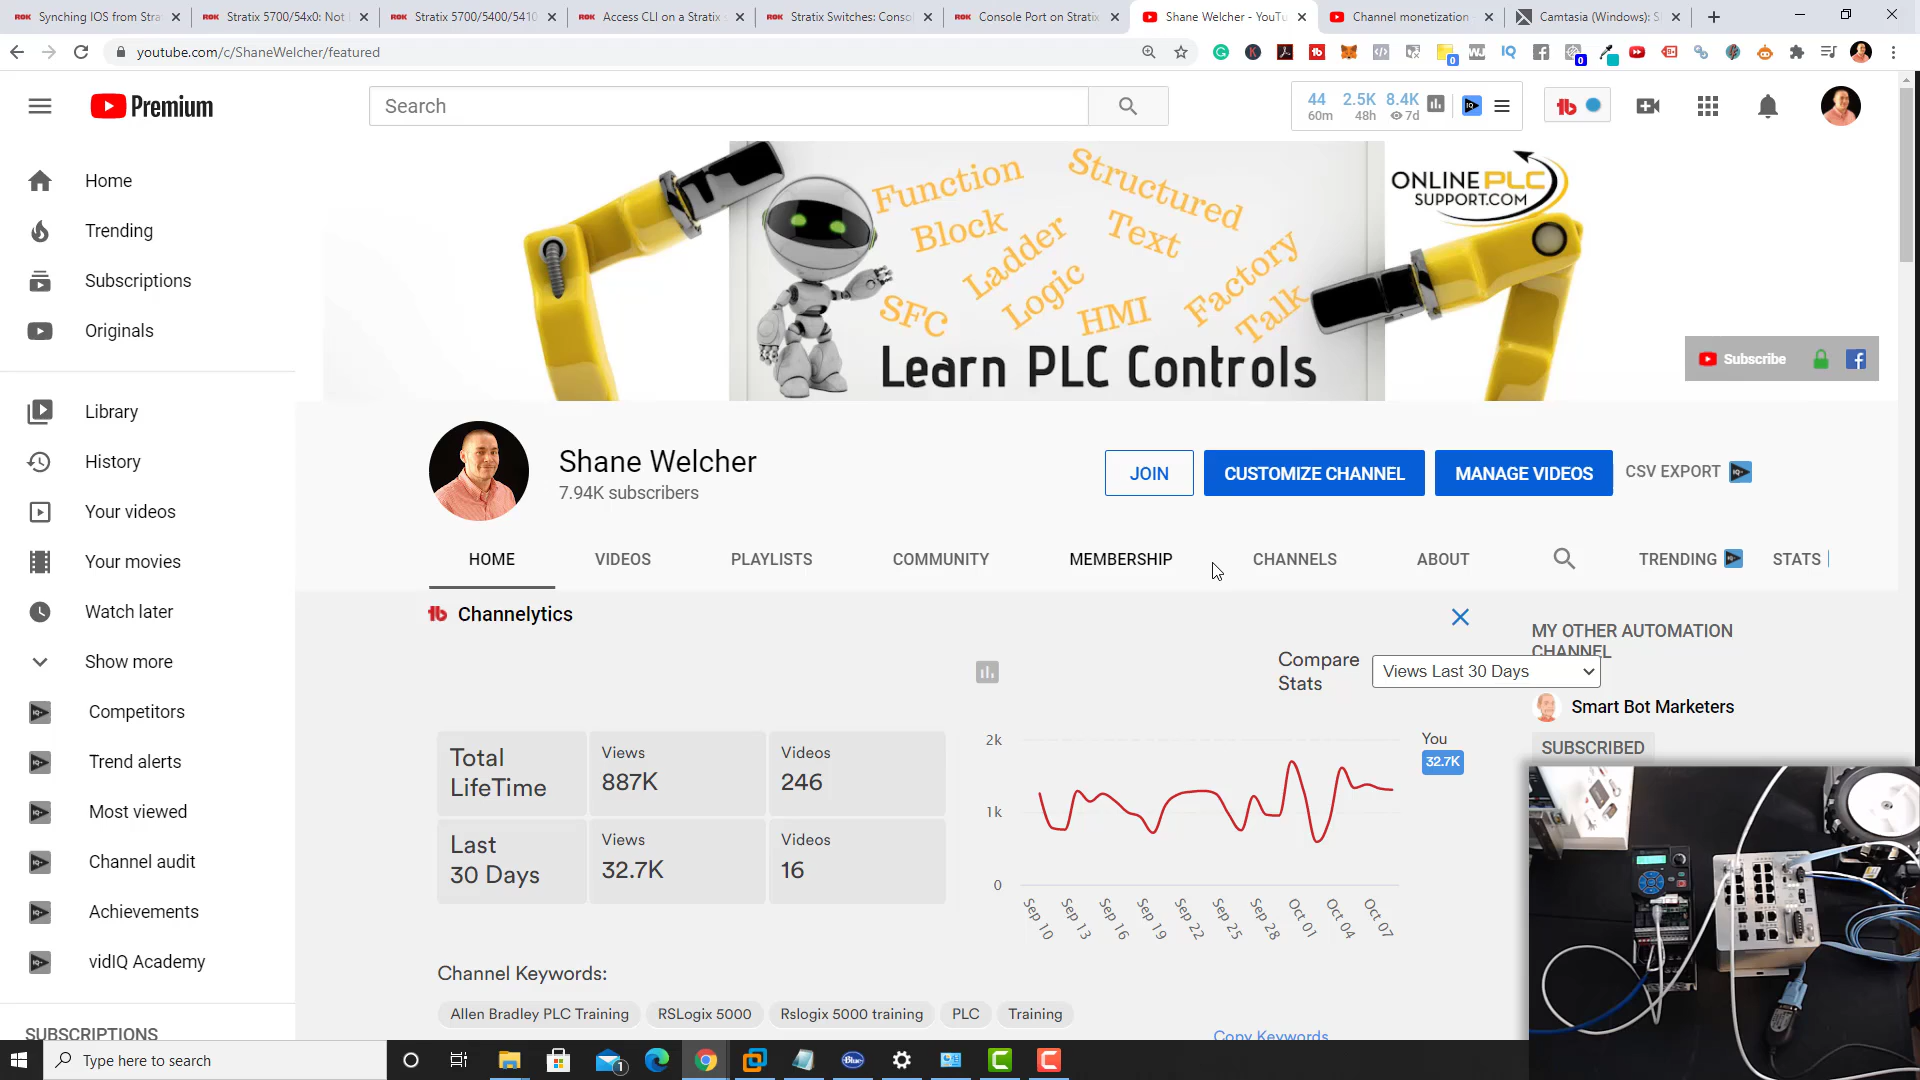 Synching IOS from Stra
Stratix 5700/54x0: Not
Stratix 5700/5400/5410
Access CLI on a Stratix
Stratix Switches: Conso
Console Port on Stratix
Shane Welcher - YouTu
Channel monetization
Camtasia (Windows): S
youtube.com/c/ShaneWelcher/featured
Premium
Search
44 2.5K 8.4K
60m 48h 7d
Home
Trending
Subscriptions
Originals
Library
History
Your videos
Your movies
Watch later
Show more
Competitors
Trend alerts
Most viewed
Channel audit
Achievements
vidIQ Academy
SUBSCRIPTIONS
Function
Block
Structured
Text
Ladder
Logic
SFC
HMI
Factory
Talk
Learn PLC Controls
ONLINEPLC
SUPPORT.COM
Subscribe
Shane Welcher
7.94K subscribers
JOIN
CUSTOMIZE CHANNEL
MANAGE VIDEOS
CSV EXPORT
HOME VIDEOS PLAYLISTS COMMUNITY MEMBERSHIP CHANNELS ABOUT TRENDING STATS
Channelytics
Compare
Stats
Views Last 30 Days
Total
LifeTime
Views
887K
Videos
246
Last
30 Days
Views
32.7K
Videos
16
2k
1k
0
Sep 10
Sep 13
Sep 16
Sep 19
Sep 22
Sep 25
Sep 28
Oct 01
Oct 04
Oct 07
You
32.7K
MY OTHER AUTOMATION
CHANNEL
Smart Bot Marketers
SUBSCRIBED
Channel Keywords:
Allen Bradley PLC Training
RSLogix 5000
Rslogix 5000 training
PLC
Training
Copy Keywords
Type here to search